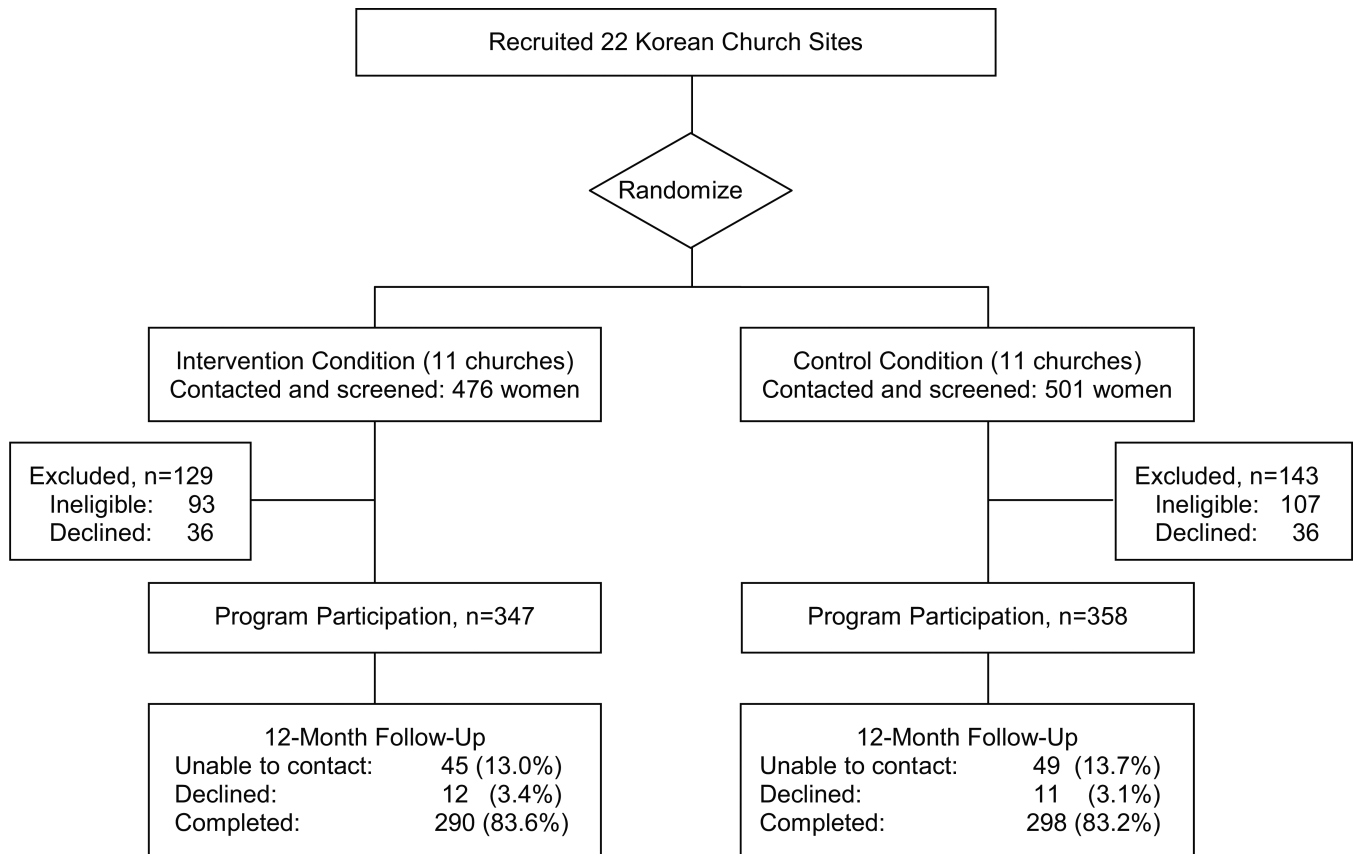 Recruited 22 Korean Church Sites
Randomize
Intervention Condition (11 churches)
Contacted and screened: 476 women
Control Condition (11 churches)
Contacted and screened: 501 women
Excluded, n=129
Ineligible: 93
Declined: 36
Excluded, n=143
Ineligible: 107
Declined: 36
Program Participation, n=347
Program Participation, n=358
12-Month Follow-Up
Unable to contact: 45 (13.0%)
Declined: 12 (3.4%)
Completed: 290 (83.6%)
12-Month Follow-Up
Unable to contact: 49 (13.7%)
Declined: 11 (3.1%)
Completed: 298 (83.2%)